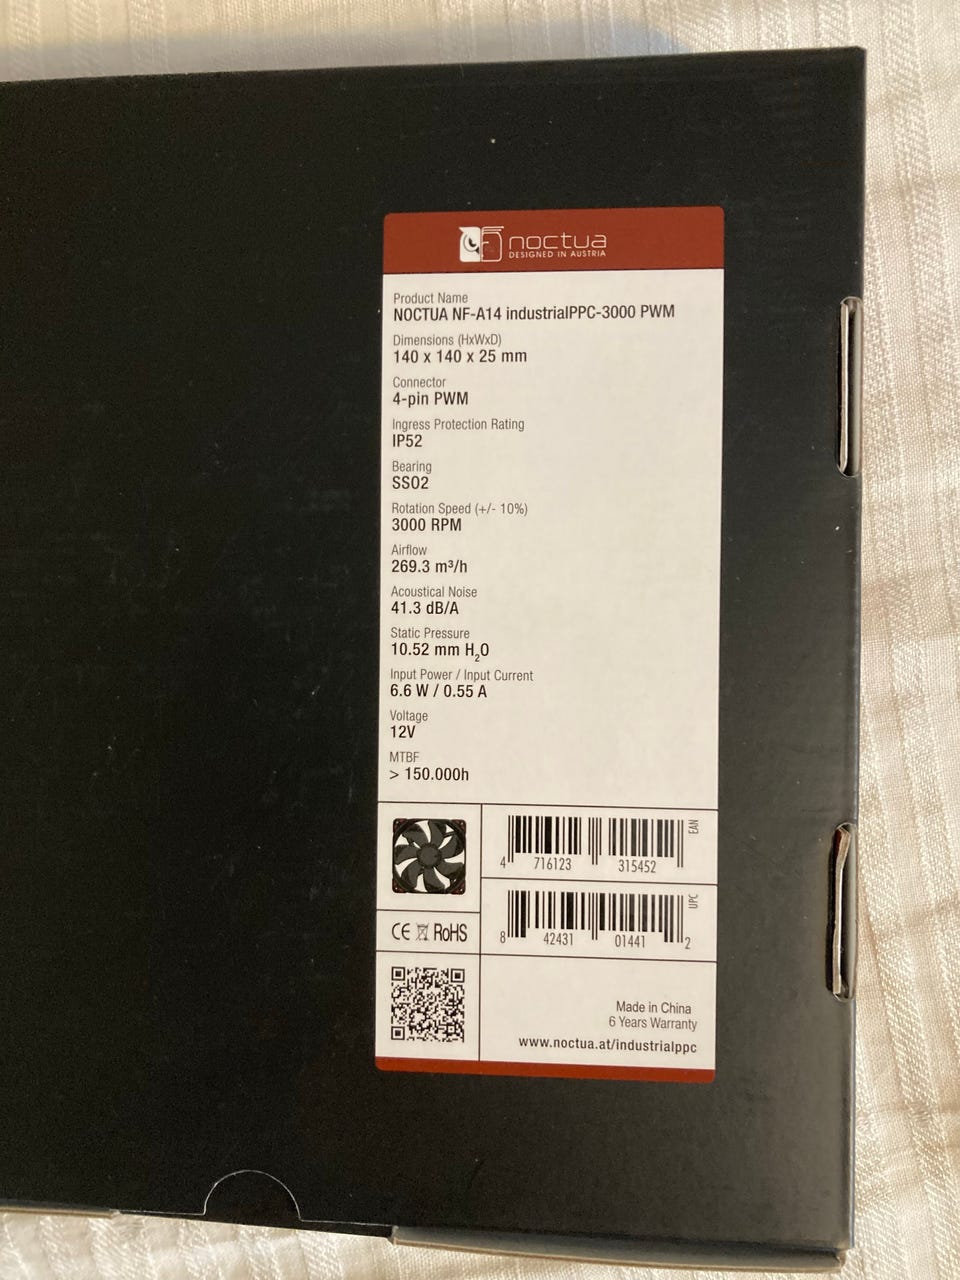 noctua
DESIGNED IN AUSTRIA
Product Name
NOCTUA NF-A14 industrialPPC-3000 PWM
Dimensions (HxWxD)
140 x 140 x 25 mm
Connector
4-pin PWM
Ingress Protection Rating
IP52
Bearing
SSO2
Rotation Speed (+/- 10%)
3000 RPM
Airflow
269.3 m³/h
Acoustical Noise
41.3 dB/A
Static Pressure
10.52 mm H₂O
Input Power / Input Current
6.6 W / 0.55 A
Voltage
12V
MTBF
> 150.000h
EAN
4 716123 315452
UPC
8 42431 01441 2
CE RoHS
Made in China
6 Years Warranty
www.noctua.at/industrialppc